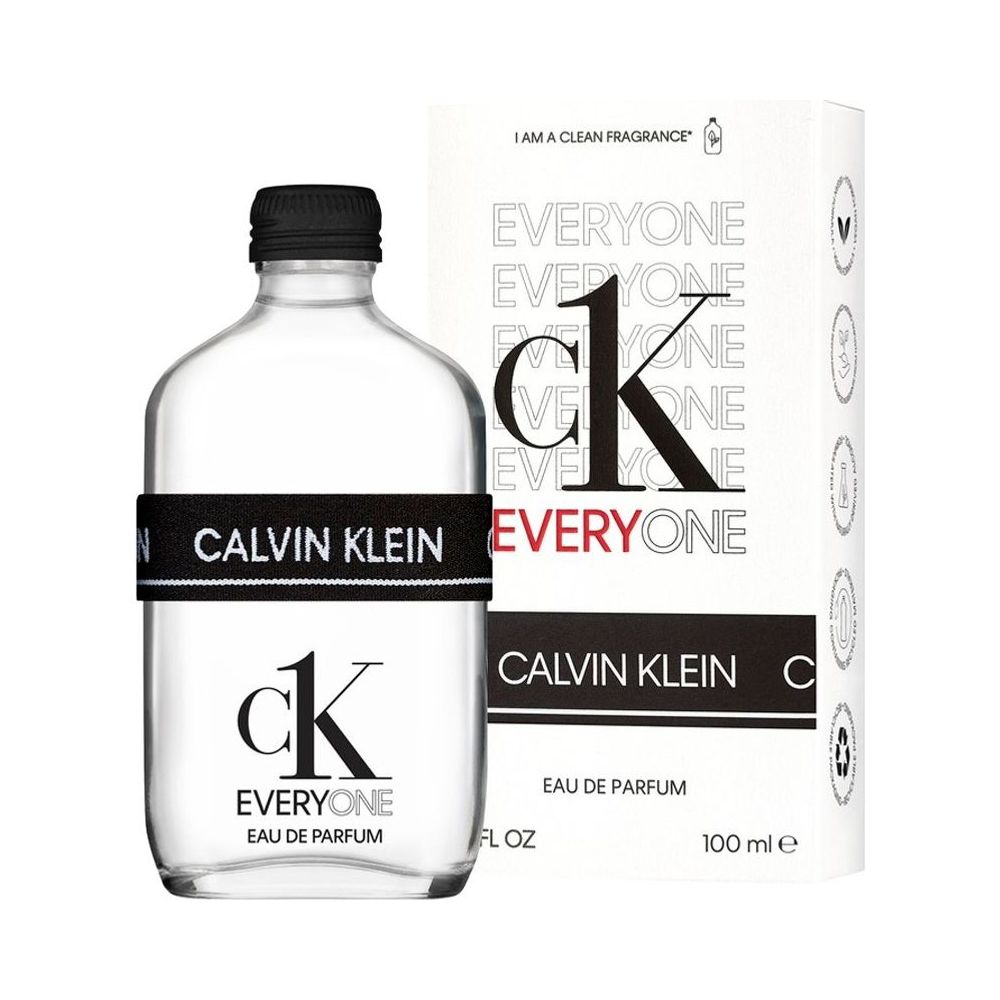 CALVIN KLEIN
CK
EVERYONE
EAU DE PARFUM
I AM A CLEAN FRAGRANCE*
EVERYONE
EVERYONE
EVERYONE
EVERYONE
EVERYONE
CK
EVERYONE
CALVIN KLEIN C
EAU DE PARFUM
FL OZ
100 ml e